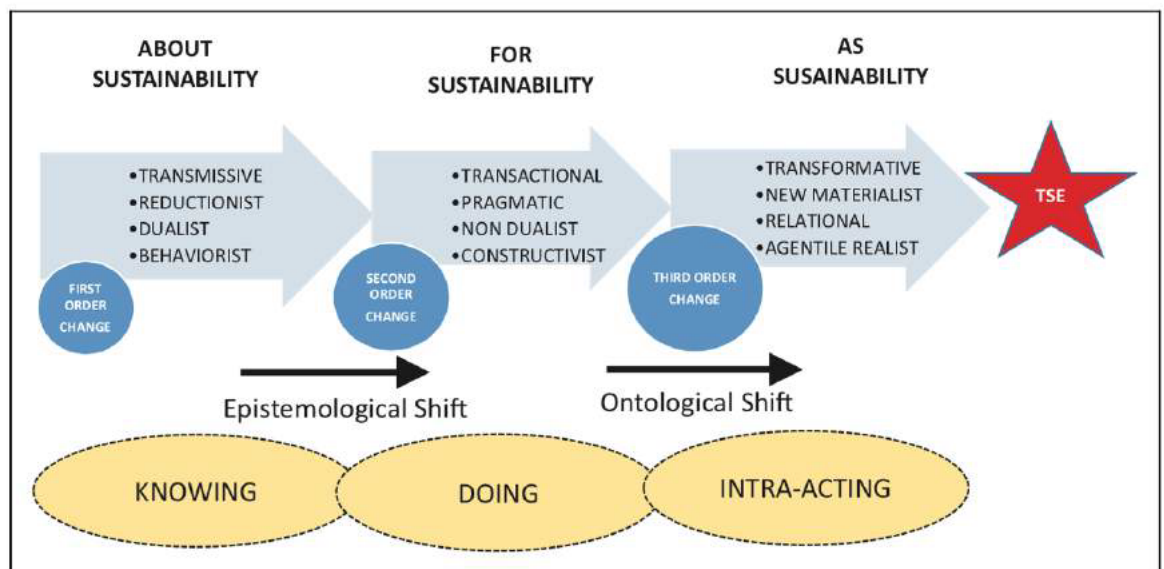 ABOUT
SUSTAINABILITY
FOR
SUSTAINABILITY
AS
SUSAINABILITY
•TRANSMISSIVE
•REDUCTIONIST
•DUALIST
•BEHAVIORIST
•TRANSACTIONAL
•PRAGMATIC
•NON DUALIST
•CONSTRUCTIVIST
•TRANSFORMATIVE
•NEW MATERIALIST
•RELATIONAL
•AGENTILE REALIST
TSE
FIRST
ORDER
CHANGE
SECOND
ORDER
CHANGE
THIRD ORDER
CHANGE
Epistemological Shift
Ontological Shift
KNOWING
DOING
INTRA-ACTING